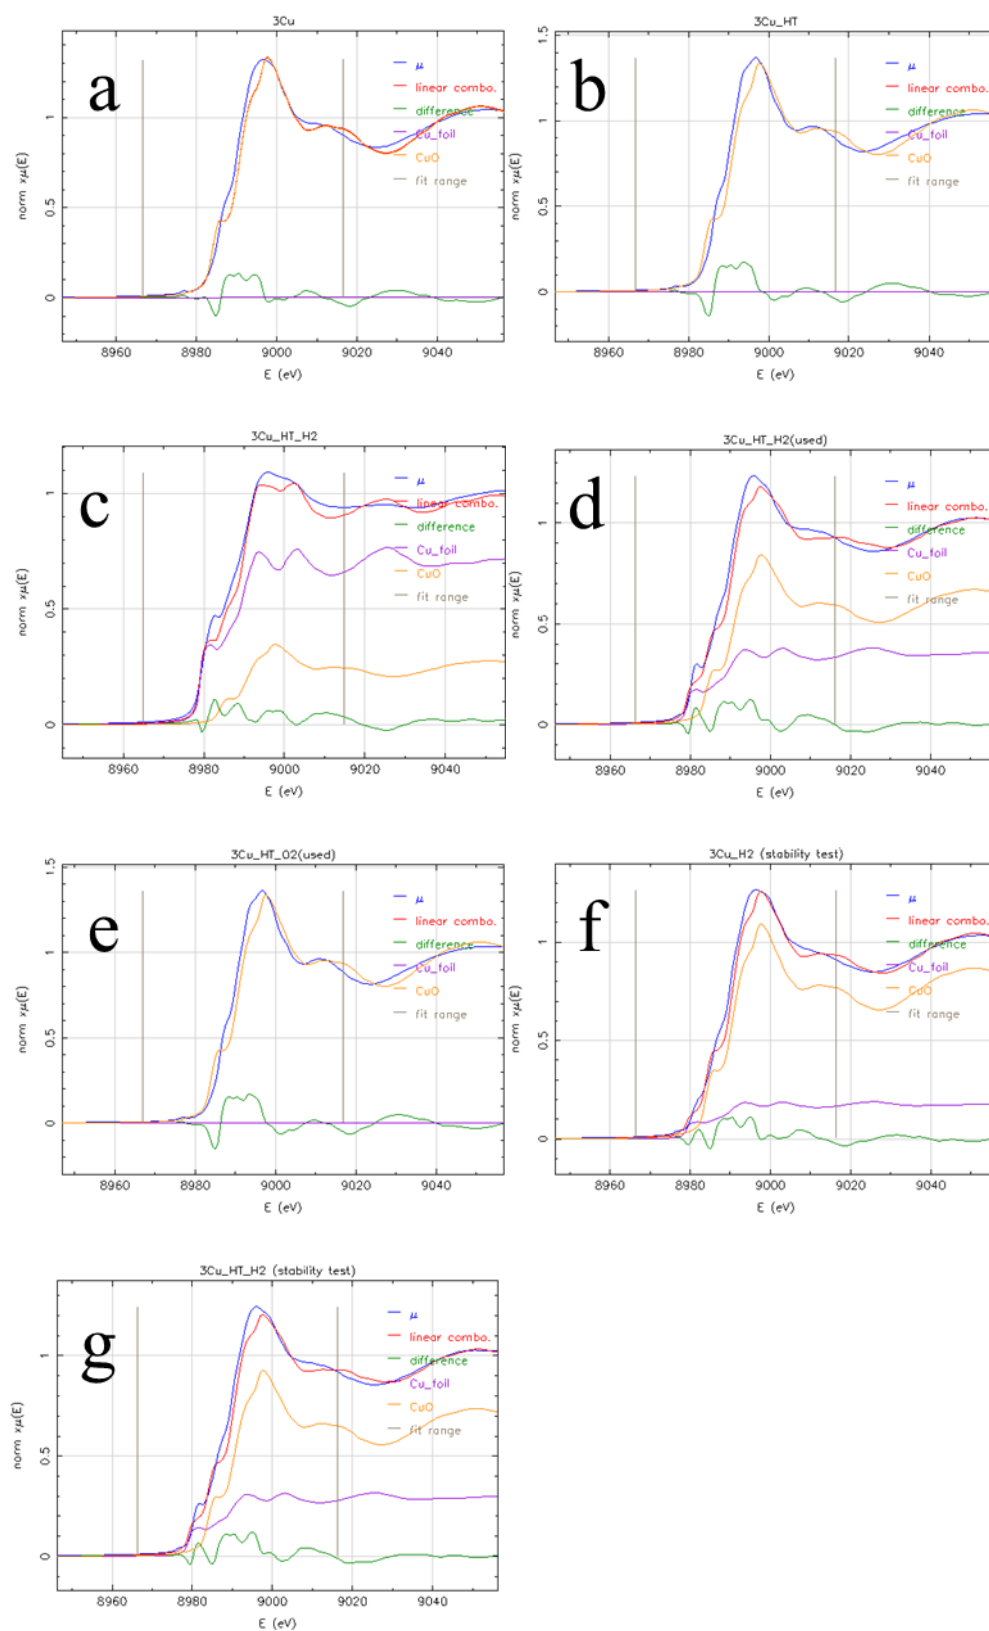 3Cu
a
μ
linear combo.
difference
Cu_foil
CuO
fit range
norm xμ(E)
0 0.5 1
8960 8980 9000 9020 9040
E (eV)
3Cu_HT
b
μ
linear combo.
difference
Cu_foil
CuO
fit range
norm xμ(E)
0 0.5 1 1.5
8960 8980 9000 9020 9040
E (eV)
3Cu_HT_H2
c
μ
linear combo.
difference
Cu_foil
CuO
fit range
norm xμ(E)
0 0.5 1
8960 8980 9000 9020 9040
E (eV)
3Cu_HT_H2(used)
d
μ
linear combo.
difference
Cu_foil
CuO
fit range
norm xμ(E)
0 0.5 1
8960 8980 9000 9020 9040
E (eV)
3Cu_HT_O2(used)
e
μ
linear combo.
difference
Cu_foil
CuO
fit range
norm xμ(E)
0 0.5 1 1.5
8960 8980 9000 9020 9040
E (eV)
3Cu_H2 (stability test)
f
μ
linear combo.
difference
Cu_foil
CuO
fit range
norm xμ(E)
0 0.5 1
8960 8980 9000 9020 9040
E (eV)
3Cu_HT_H2 (stability test)
g
μ
linear combo.
difference
Cu_foil
CuO
fit range
norm xμ(E)
0 0.5 1
8960 8980 9000 9020 9040
E (eV)